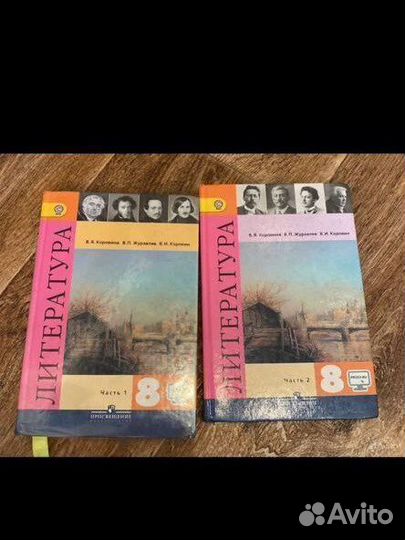 ЛИТЕРАТУРА
В.Я.Коровина В.П.Журавлев В.И.Коровин
Часть 1
8
ПРОСВЕЩЕНИЕ
ЛИТЕРАТУРА
В.Я.Коровина В.П.Журавлев В.И.Коровин
Часть 2
8
Avito